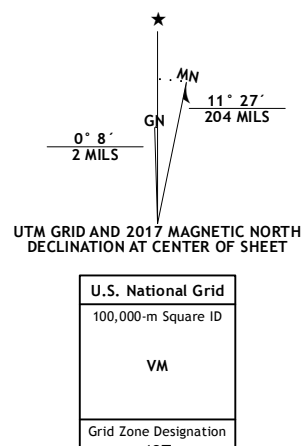 ★
MN
11° 27´
204 MILS
GN
0° 8´
2 MILS
UTM GRID AND 2017 MAGNETIC NORTH
DECLINATION AT CENTER OF SHEET
U.S. National Grid
100,000-m Square ID
VM
Grid Zone Designation